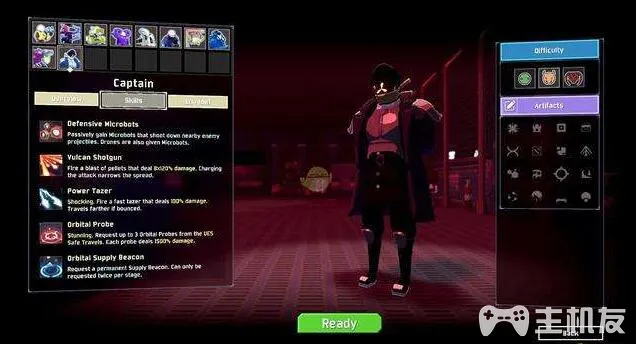 Captain
Overview
Skills
Loadout
Defensive Microbots
Passively gain Microbots that shoot down nearby enemy
projectiles. Drones are also given Microbots.
Vulcan Shotgun
Fire a blast of pellets that deal 8x120% damage. Charging
the attack narrows the spread.
Power Tazer
Shocking. Fire a fast tazer that deals 100% damage.
Travels farther if bounced.
Orbital Probe
Stunning. Request up to 3 Orbital Probes from the UES
Safe Travels. Each probe deals 1500% damage.
Orbital Supply Beacon
Request a permanent Supply Beacon. Can only be
requested twice per stage.
Difficulty
Artifacts
Ready
Back
主机友